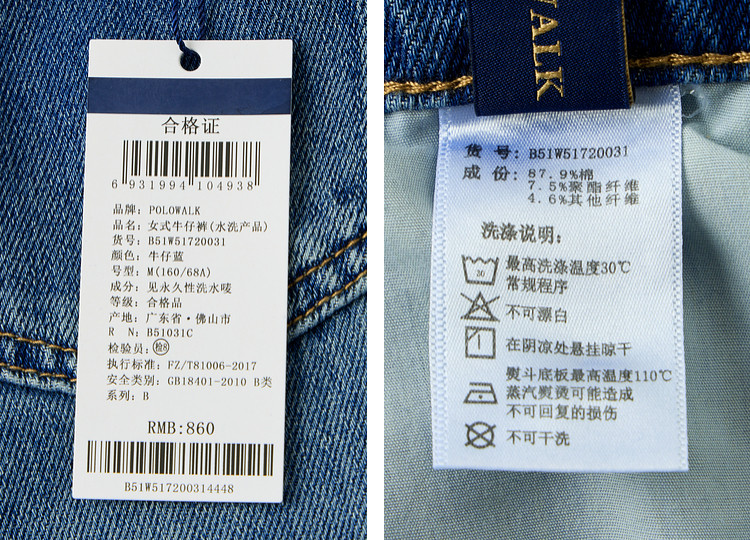 合格证
6 931994 104938
品牌: POLOWALK
品名: 女式牛仔裤(水洗产品)
货号: B51W51720031
颜色: 牛仔蓝
号型: M(160/68A)
成分: 见永久性洗水唛
等级: 合格品
产地: 广东省·佛山市
R N: B51031C
检验员: 检8
执行标准: FZ/T81006-2017
安全类别: GB18401-2010 B类
系列: B
RMB:860
B51W517200314448
WALK
货 号: B51W51720031
成 份: 87.9%棉
7.5%聚酯纤维
4.6%其他纤维
洗涤说明:
30
最高洗涤温度30℃
常规程序
不可漂白
在阴凉处悬挂晾干
熨斗底板最高温度110℃
蒸汽熨烫可能造成
不可回复的损伤
不可干洗